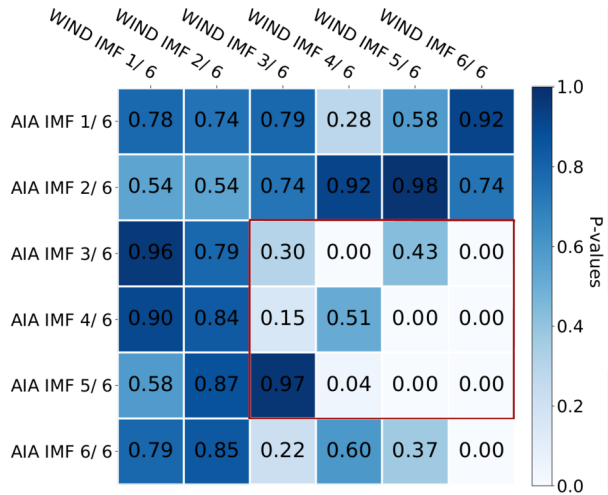 WIND IMF 1/ 6 WIND IMF 2/ 6 WIND IMF 3/ 6 WIND IMF 4/ 6 WIND IMF 5/ 6 WIND IMF 6/ 6
AIA IMF 1/ 6 0.78 0.74 0.79 0.28 0.58 0.92
AIA IMF 2/ 6 0.54 0.54 0.74 0.92 0.98 0.74
AIA IMF 3/ 6 0.96 0.79 0.30 0.00 0.43 0.00
AIA IMF 4/ 6 0.90 0.84 0.15 0.51 0.00 0.00
AIA IMF 5/ 6 0.58 0.87 0.97 0.04 0.00 0.00
AIA IMF 6/ 6 0.79 0.85 0.22 0.60 0.37 0.00
1.0
0.8
0.6
0.4
0.2
0.0
P-values